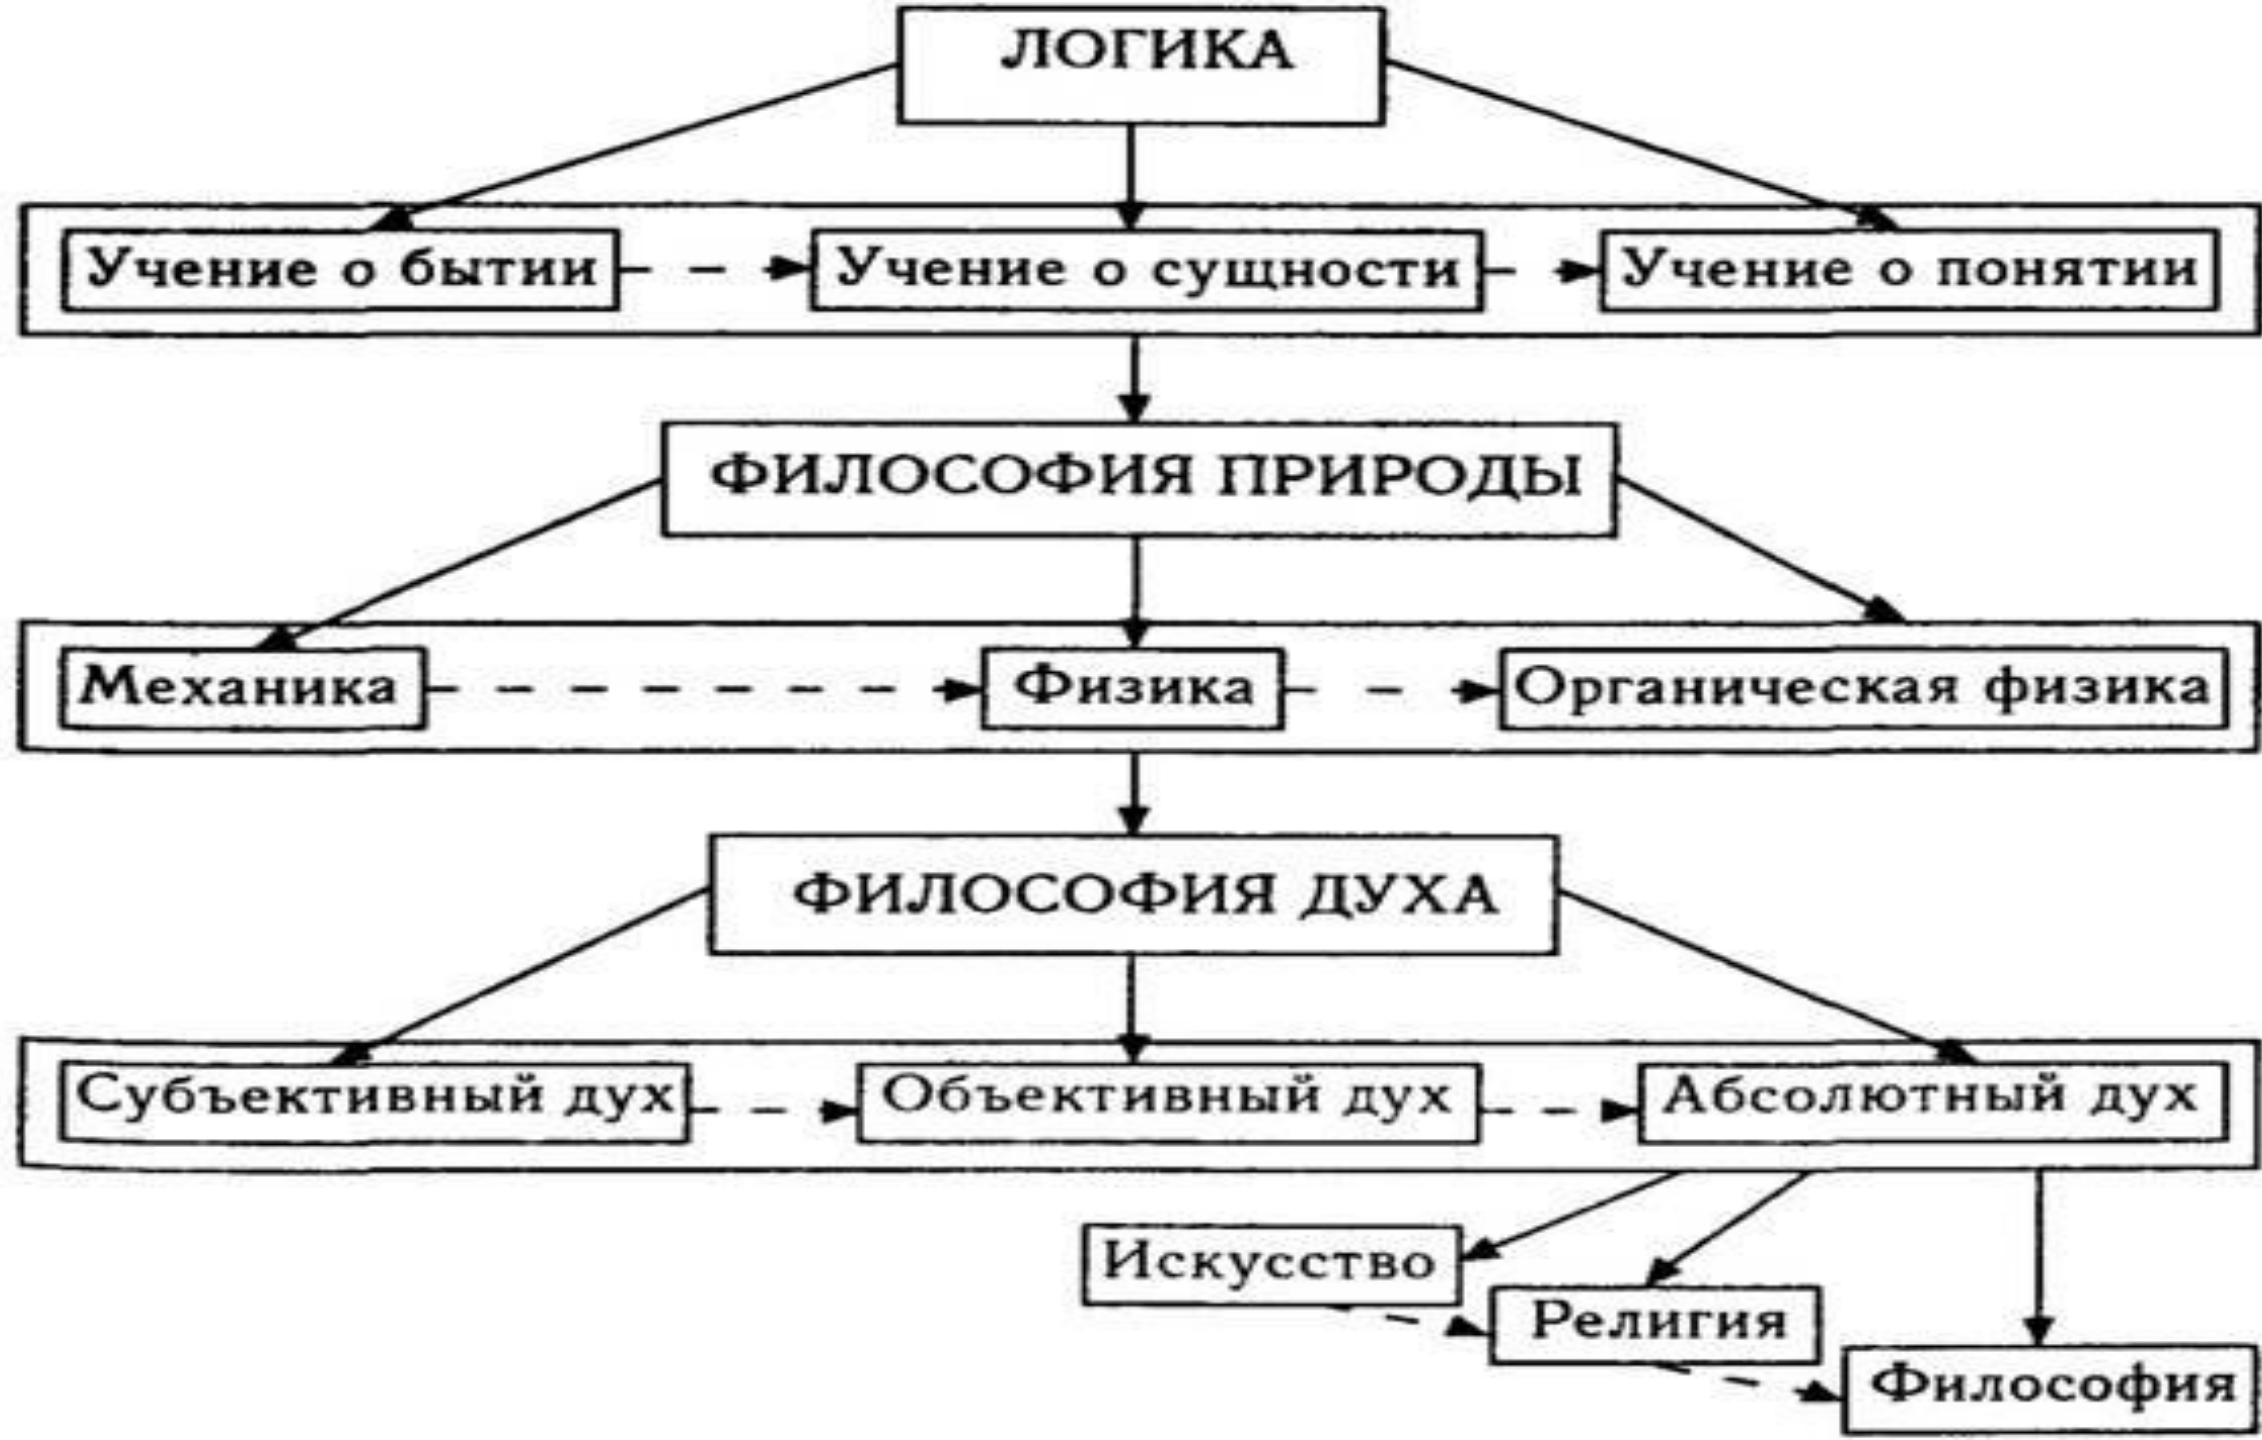 ЛОГИКА
Учение о бытии
Учение о сущности
Учение о понятии
ФИЛОСОФИЯ ПРИРОДЫ
Механика
Физика
Органическая физика
ФИЛОСОФИЯ ДУХА
Субъективный дух
Объективный дух
Абсолютный дух
Искусство
Религия
Философия